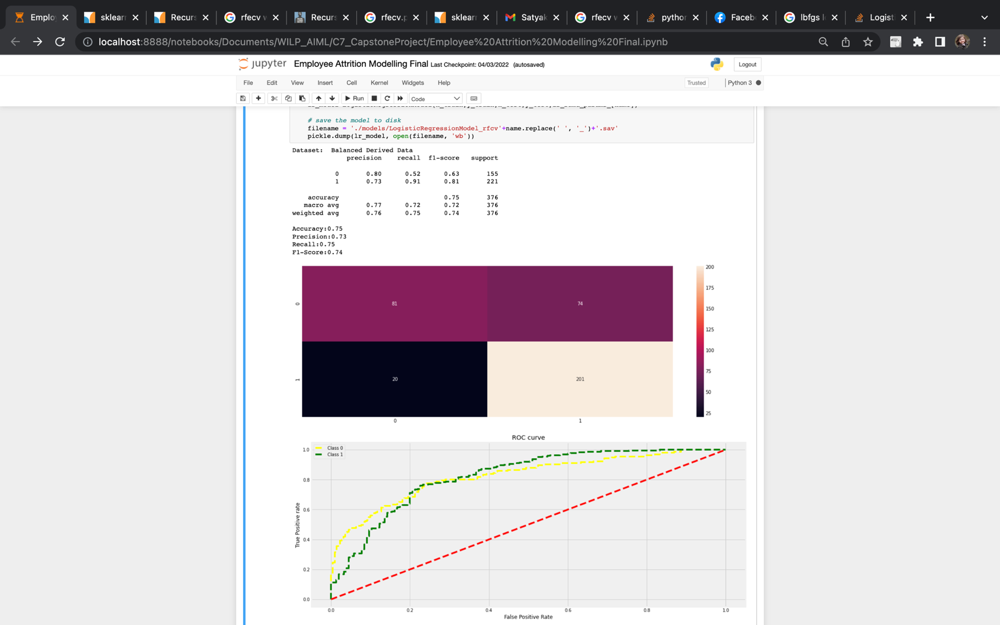 Emplo
sklearn
Recurs
rfecv v
Recurs
rfecv.p
sklearn
Satyak
rfecv v
python
Faceb
lbfgs l
Logisti
localhost:8888/notebooks/Documents/WILP_AIML/C7_CapstoneProject/Employee%20Attrition%20Modelling%20Final.ipynb
jupyter Employee Attrition Modelling Final Last Checkpoint: 04/03/2022 (autosaved)
Logout
File Edit View Insert Cell Kernel Widgets Help
Trusted
Python 3
Run
Code
# save the model to disk
filename = './models/LogisticRegressionModel_rfcv'+name.replace(' ', '_')+'.sav'
pickle.dump(lr_model, open(filename, 'wb'))
Dataset: Balanced Derived Data
precision recall f1-score support
0 0.80 0.52 0.63 155
1 0.73 0.91 0.81 221
accuracy 0.75 376
macro avg 0.77 0.72 0.72 376
weighted avg 0.76 0.75 0.74 376
Accuracy:0.75
Precision:0.73
Recall:0.75
F1-Score:0.74
0
81
74
1
20
201
0
1
200
175
150
125
100
75
50
25
ROC curve
Class 0
Class 1
True Positive rate
1.0
0.8
0.6
0.4
0.2
0.0
0.0 0.2 0.4 0.6 0.8 1.0
False Positive Rate